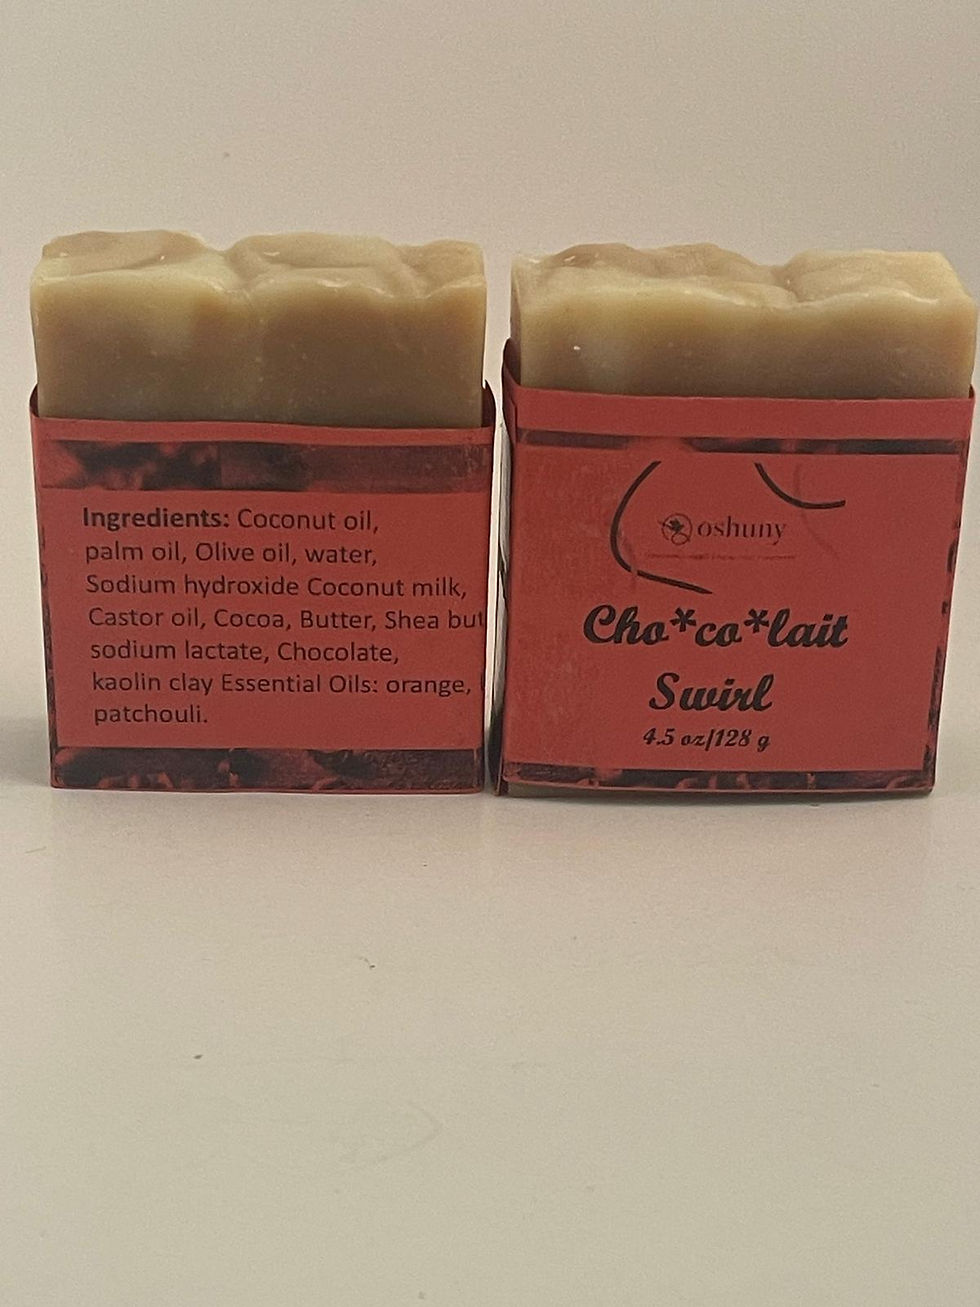 Ingredients: Coconut oil,
palm oil, Olive oil, water,
Sodium hydroxide Coconut milk,
Castor oil, Cocoa, Butter, Shea but
sodium lactate, Chocolate,
kaolin clay Essential Oils: orange,
patchouli.
oshuny
Cho*co*lait
Swirl
4.5 oz/128 g